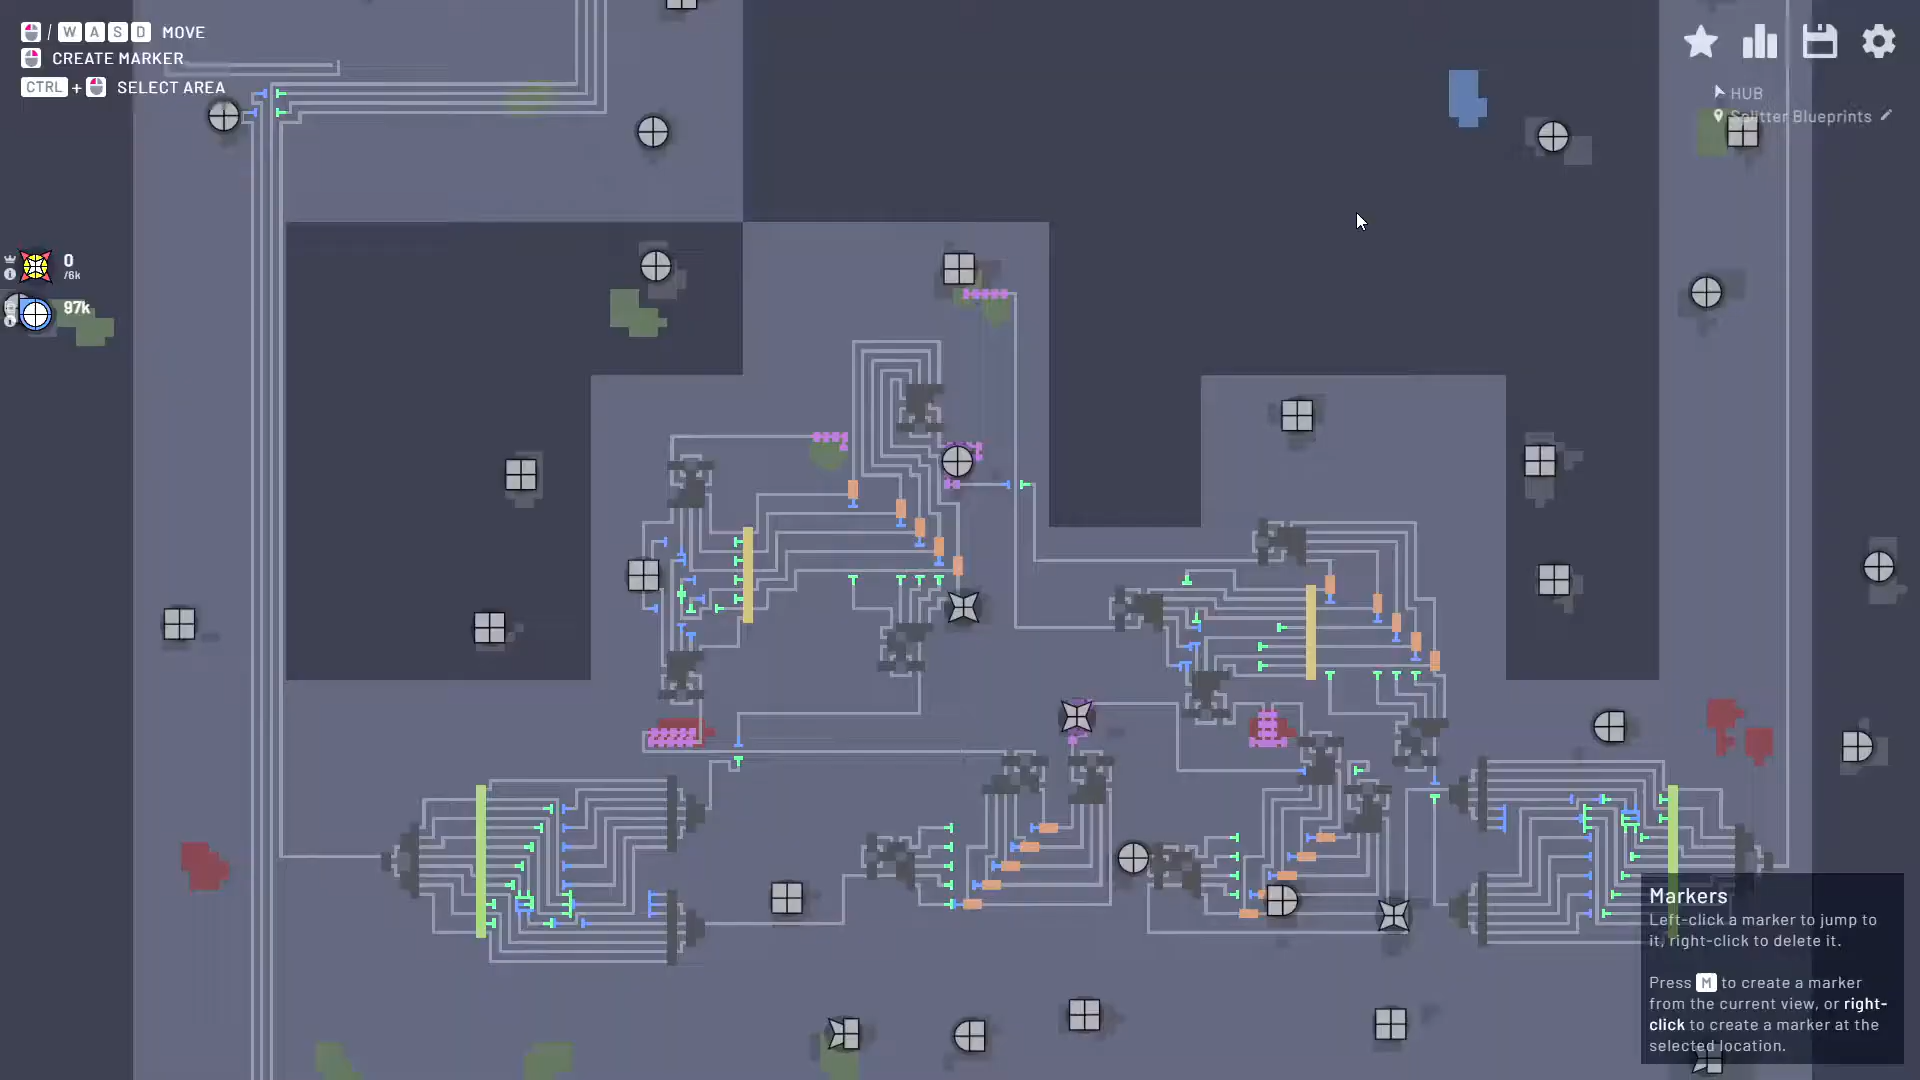 / W A S D MOVE
CREATE MARKER
CTRL + SELECT AREA
HUB
Splitter Blueprints
0
/6k
97k
Markers
Left-click a marker to jump to
it, right-click to delete it.
Press M to create a marker
from the current view, or right-
click to create a marker at the
selected location.